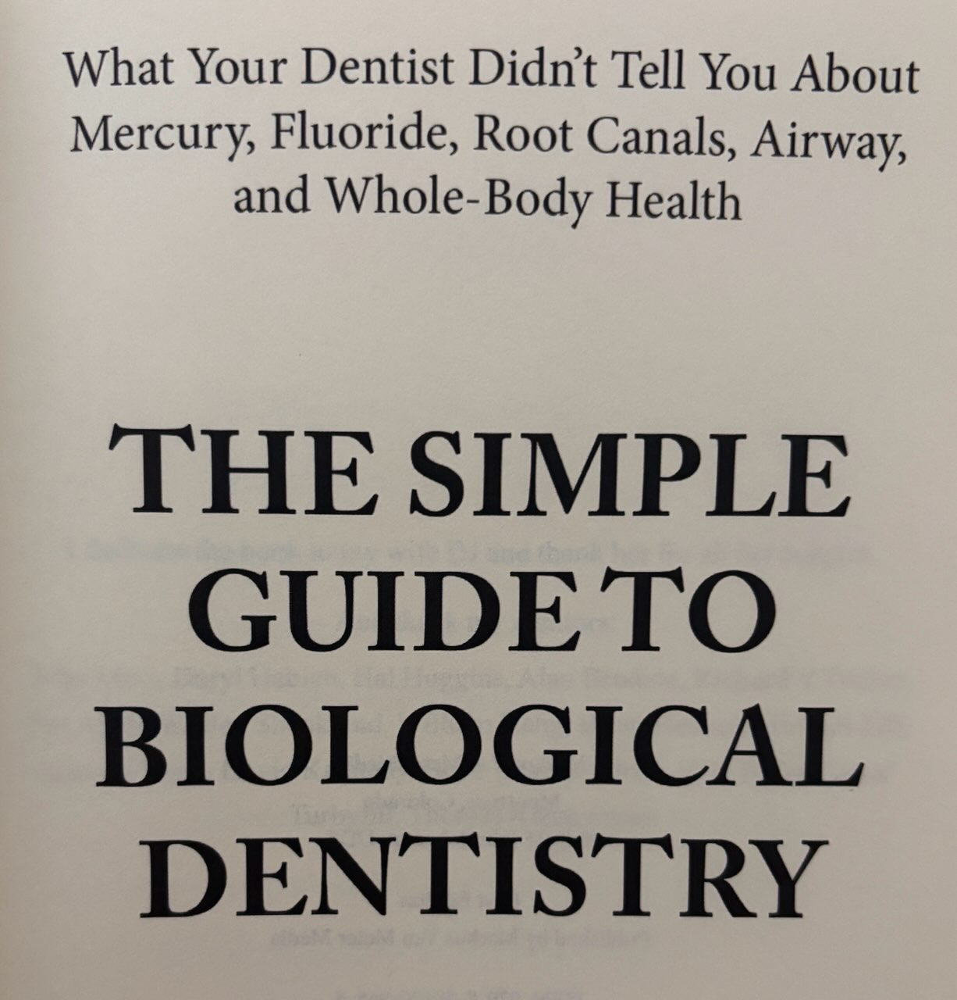 What Your Dentist Didn't Tell You About
Mercury, Fluoride, Root Canals, Airway,
and Whole-Body Health
THE SIMPLE
GUIDE TO
BIOLOGICAL
DENTISTRY